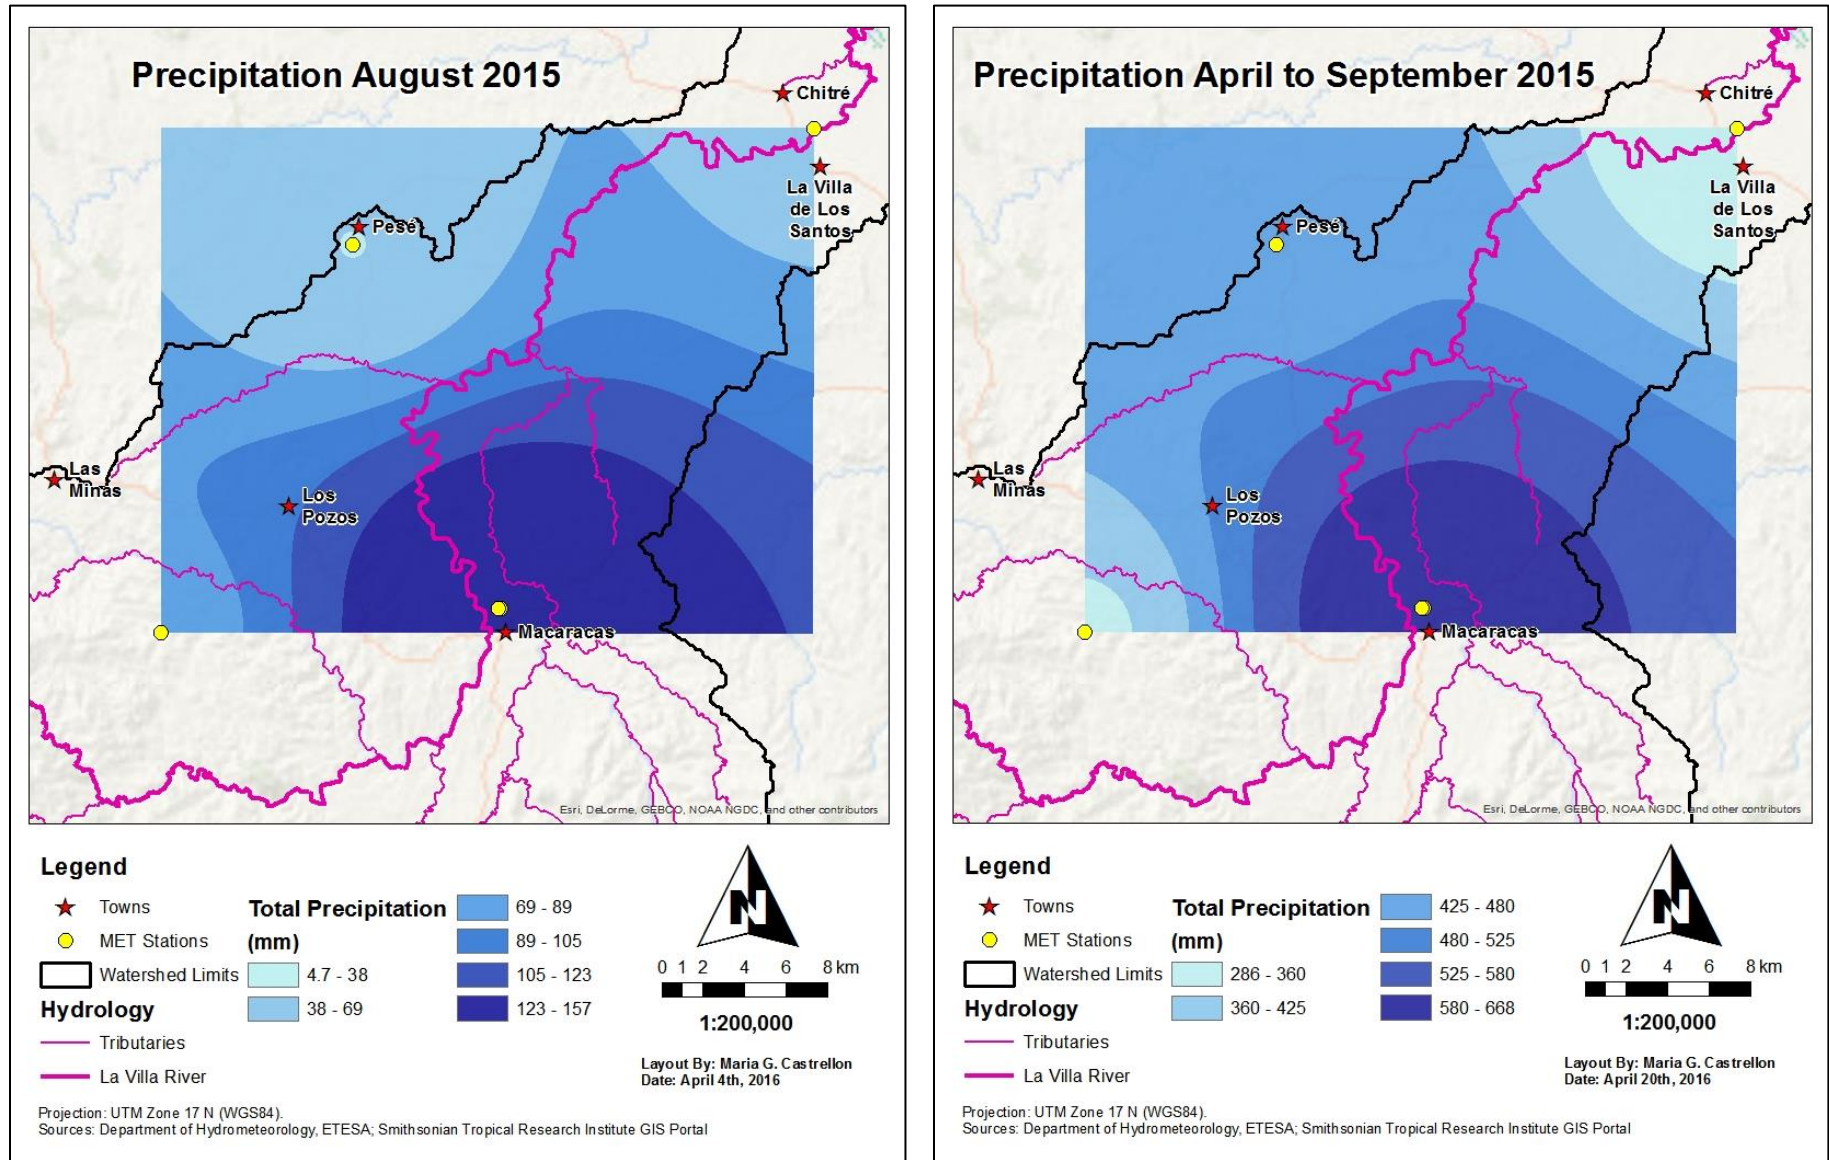 Precipitation August 2015
Chitré
La Villa
de Los
Santos
Pesé
Las
Minas
Los
Pozos
Macaracas
Esri, DeLorme, GEBCO, NOAA NGDC, and other contributors
Legend
Towns
MET Stations
Watershed Limits
Hydrology
Tributaries
La Villa River
Total Precipitation
(mm)
4.7 - 38
38 - 69
69 - 89
89 - 105
105 - 123
123 - 157
N
0 1 2 4 6 8 km
1:200,000
Layout By: Maria G. Castrellon
Date: April 4th, 2016
Projection: UTM Zone 17 N (WGS84).
Sources: Department of Hydrometeorology, ETESA; Smithsonian Tropical Research Institute GIS Portal
Precipitation April to September 2015
Chitré
La Villa
de Los
Santos
Pesé
Las
Minas
Los
Pozos
Macaracas
Esri, DeLorme, GEBCO, NOAA NGDC, and other contributors
Legend
Towns
MET Stations
Watershed Limits
Hydrology
Tributaries
La Villa River
Total Precipitation
(mm)
286 - 360
360 - 425
425 - 480
480 - 525
525 - 580
580 - 668
N
0 1 2 4 6 8 km
1:200,000
Layout By: Maria G. Castrellon
Date: April 20th, 2016
Projection: UTM Zone 17 N (WGS84).
Sources: Department of Hydrometeorology, ETESA; Smithsonian Tropical Research Institute GIS Portal